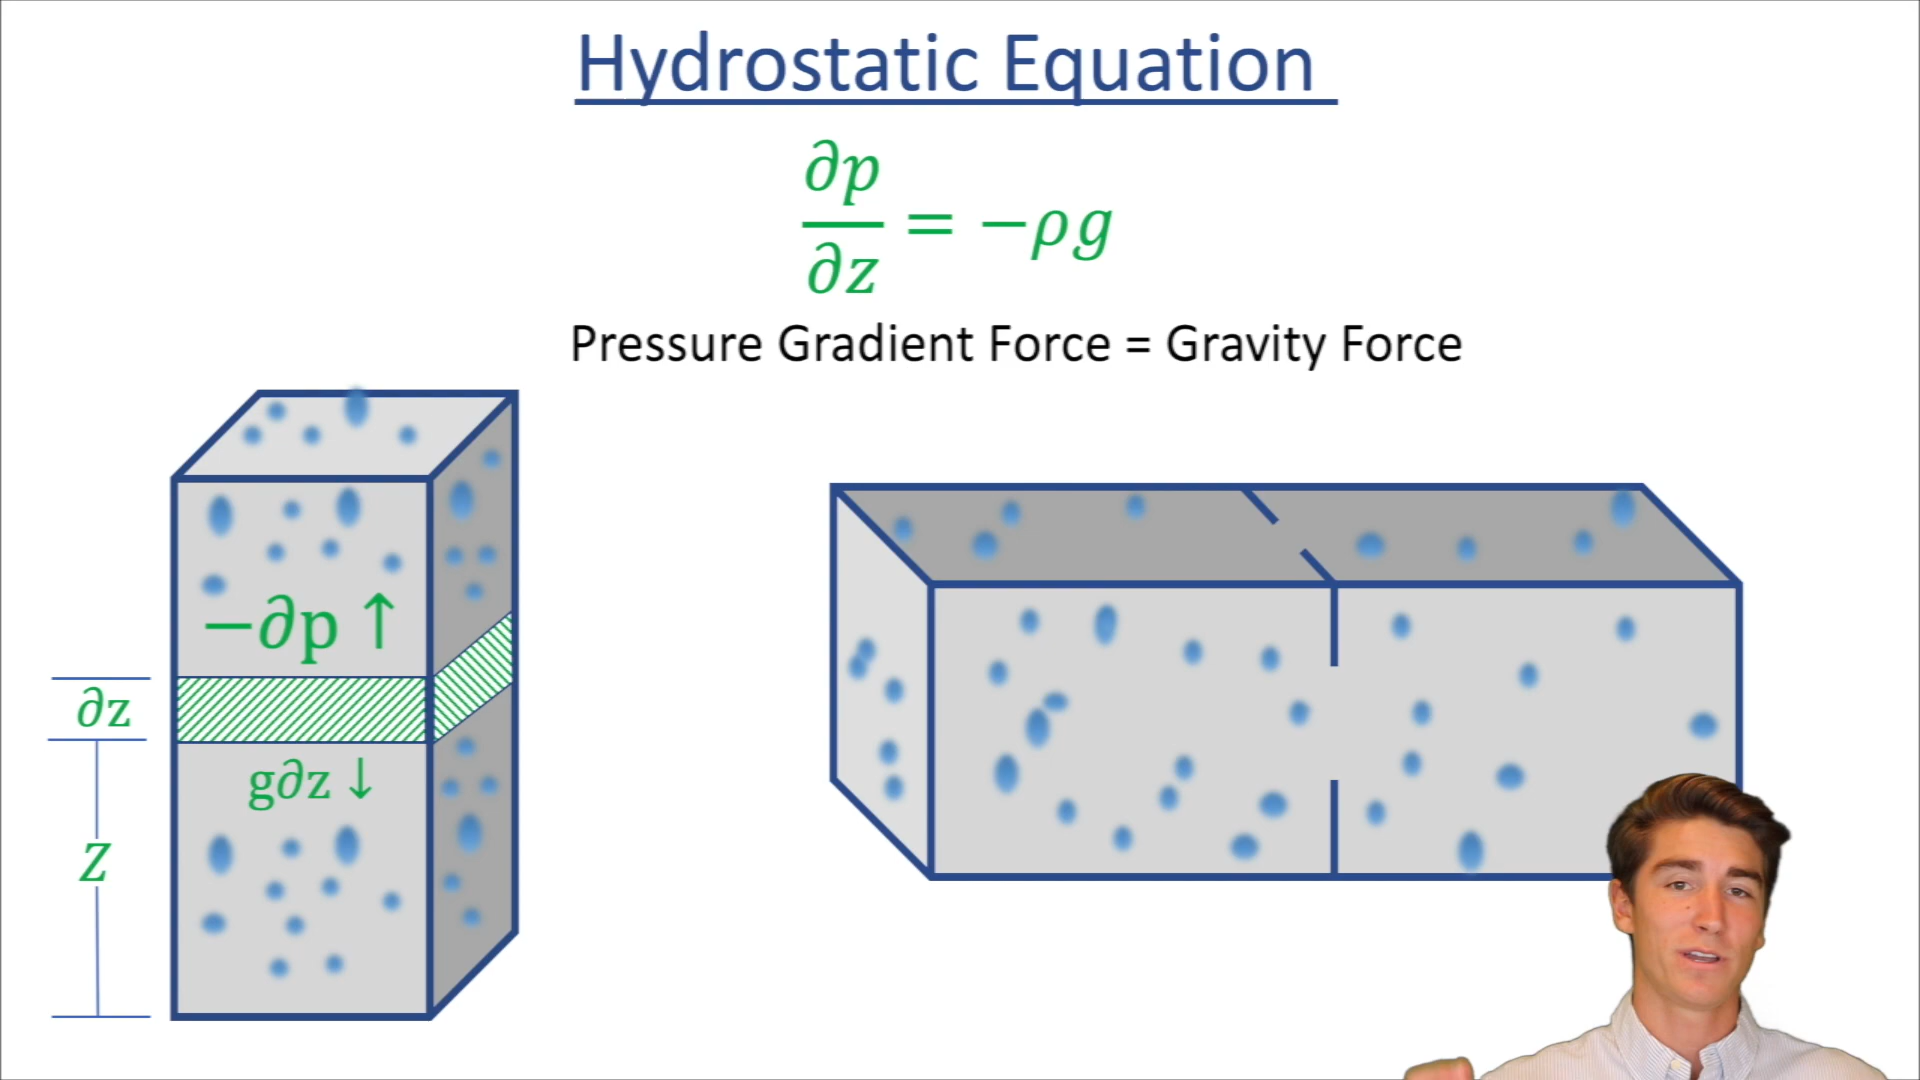 Hydrostatic Equation
∂p
∂z
= −ρg
Pressure Gradient Force = Gravity Force
−∂p ↑
∂z
g∂z ↓
Z